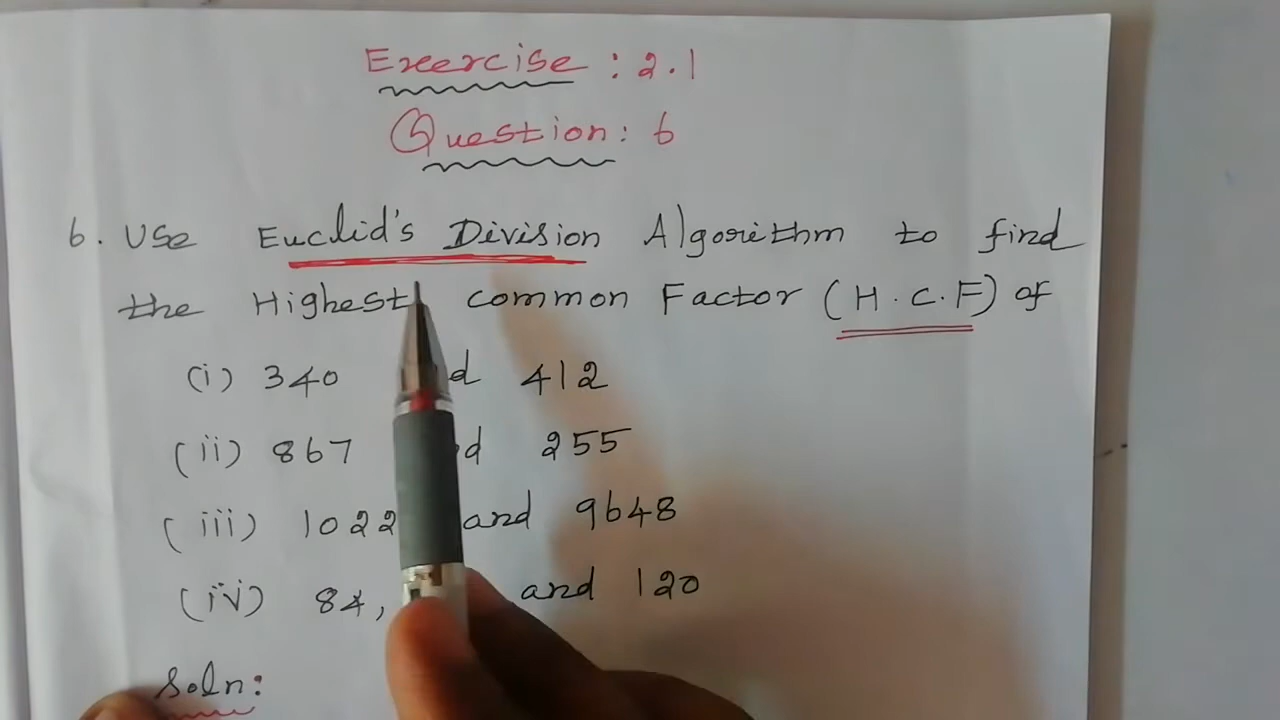 Exercise : 2.1
Question : 6
6. Use Euclid's Division Algorithm to find
the Highest common Factor (H.C.F) of
(i) 340 412
(ii) 867 255
(iii) and 9648
(iv) 84, and 120
Soln: